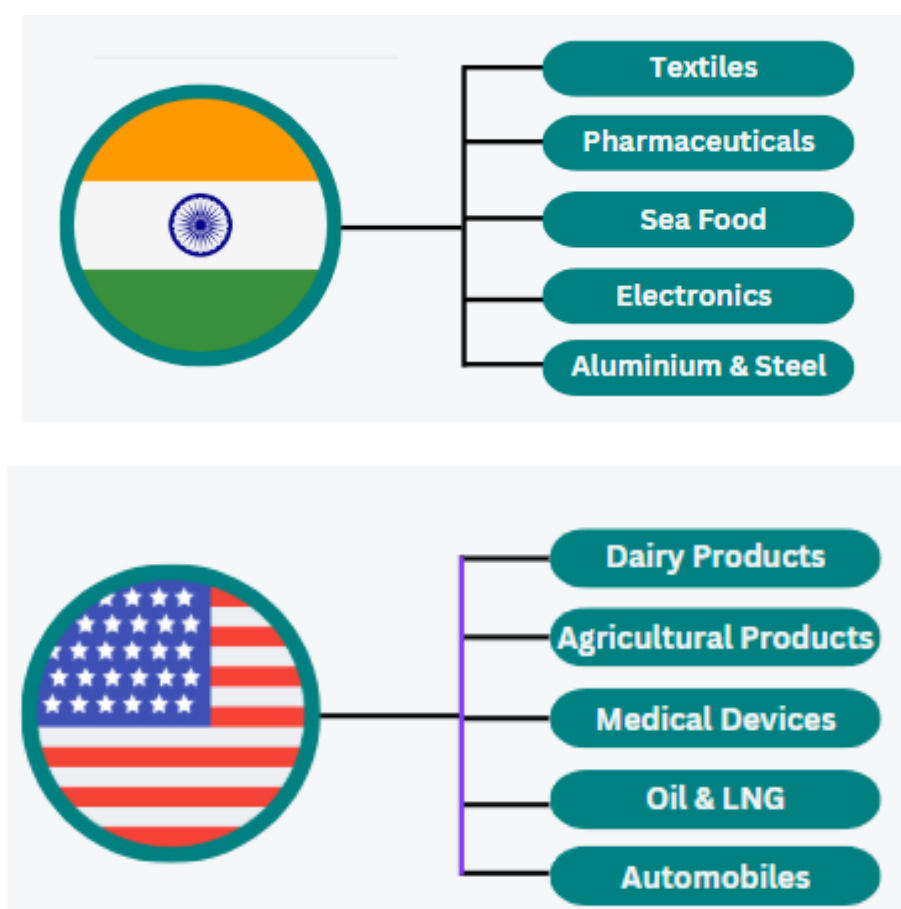 Textiles
Pharmaceuticals
Sea Food
Electronics
Aluminium & Steel
Dairy Products
Agricultural Products
Medical Devices
Oil & LNG
Automobiles